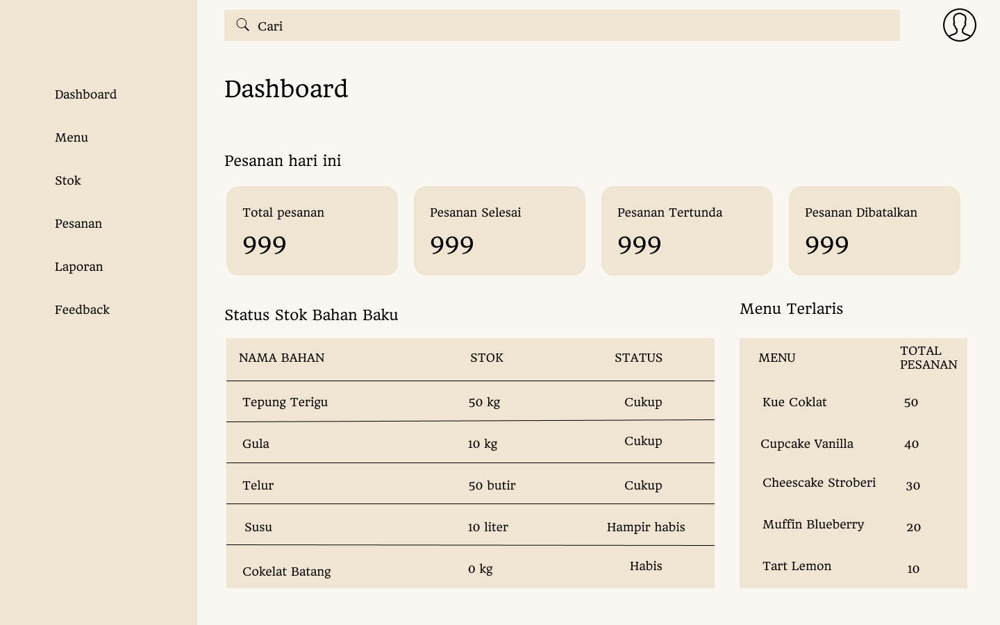 Cari
Dashboard
Menu
Stok
Pesanan
Laporan
Feedback
Dashboard
Pesanan hari ini
Total pesanan
999
Pesanan Selesai
999
Pesanan Tertunda
999
Pesanan Dibatalkan
999
Status Stok Bahan Baku
NAMA BAHAN STOK STATUS
Tepung Terigu 50 kg Cukup
Gula 10 kg Cukup
Telur 50 butir Cukup
Susu 10 liter Hampir habis
Cokelat Batang 0 kg Habis
Menu Terlaris
MENU TOTAL
PESANAN
Kue Coklat 50
Cupcake Vanilla 40
Cheescake Stroberi 30
Muffin Blueberry 20
Tart Lemon 10